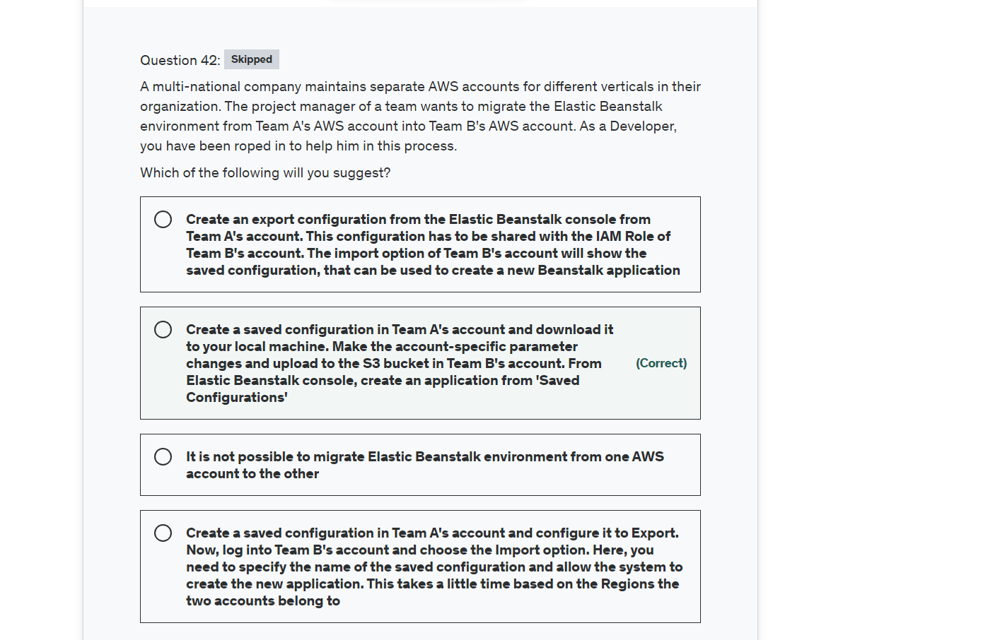 Question 42: Skipped
A multi-national company maintains separate AWS accounts for different verticals in their
organization. The project manager of a team wants to migrate the Elastic Beanstalk
environment from Team A's AWS account into Team B's AWS account. As a Developer,
you have been roped in to help him in this process.
Which of the following will you suggest?
Create an export configuration from the Elastic Beanstalk console from
Team A's account. This configuration has to be shared with the IAM Role of
Team B's account. The import option of Team B's account will show the
saved configuration, that can be used to create a new Beanstalk application
Create a saved configuration in Team A's account and download it
to your local machine. Make the account-specific parameter
changes and upload to the S3 bucket in Team B's account. From
Elastic Beanstalk console, create an application from 'Saved
Configurations'
(Correct)
It is not possible to migrate Elastic Beanstalk environment from one AWS
account to the other
Create a saved configuration in Team A's account and configure it to Export.
Now, log into Team B's account and choose the Import option. Here, you
need to specify the name of the saved configuration and allow the system to
create the new application. This takes a little time based on the Regions the
two accounts belong to